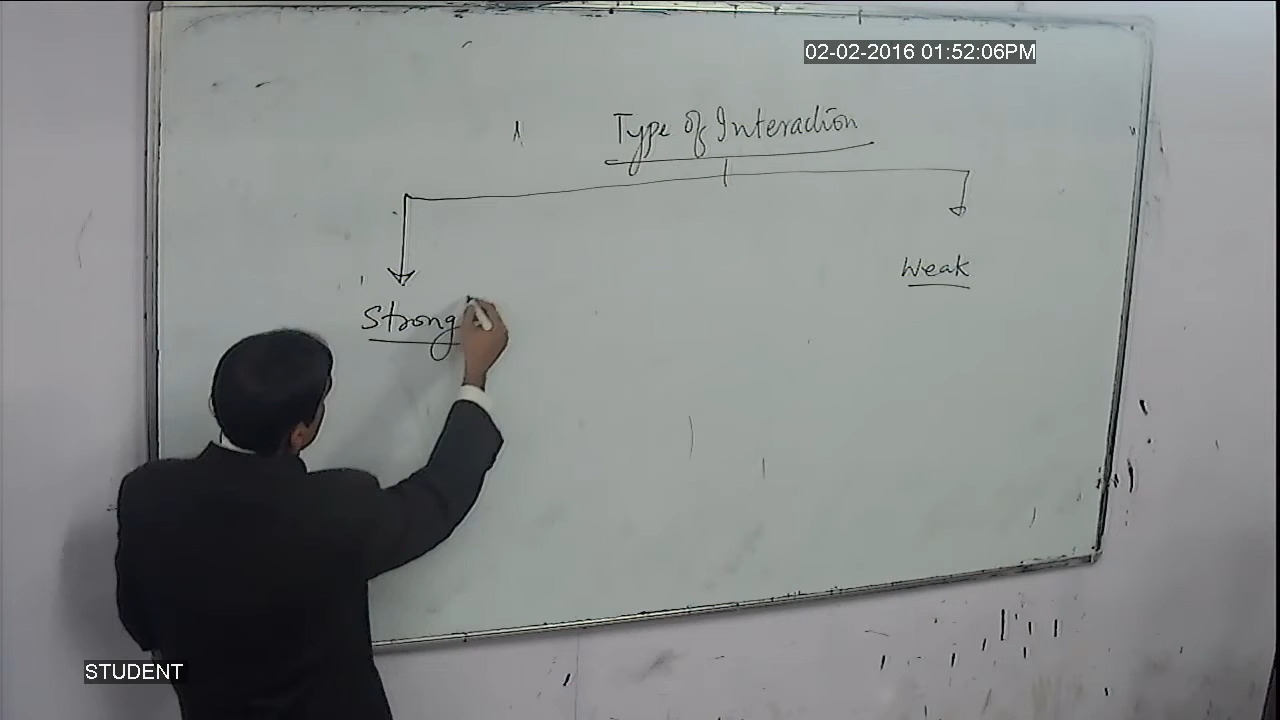 02-02-2016 01:52:06PM
Type of Interaction
Weak
Strong
STUDENT